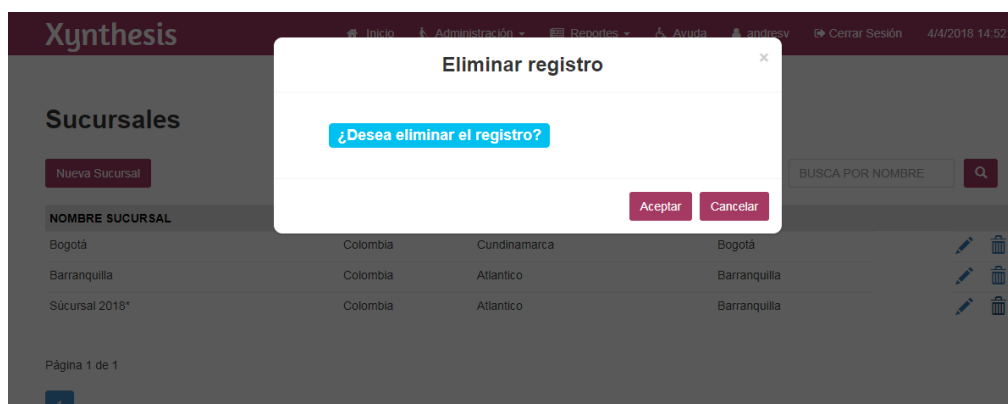 Xynthesis
Inicio Administración Reportes Ayuda andresv Cerrar Sesión 4/4/2018 14:52
Eliminar registro
×
Sucursales
¿Desea eliminar el registro?
Nueva Sucursal
BUSCA POR NOMBRE
Aceptar Cancelar
NOMBRE SUCURSAL
Bogotá Colombia Cundinamarca Bogotá
Barranquilla Colombia Atlantico Barranquilla
Súcursal 2018* Colombia Atlantico Barranquilla
Página 1 de 1
1